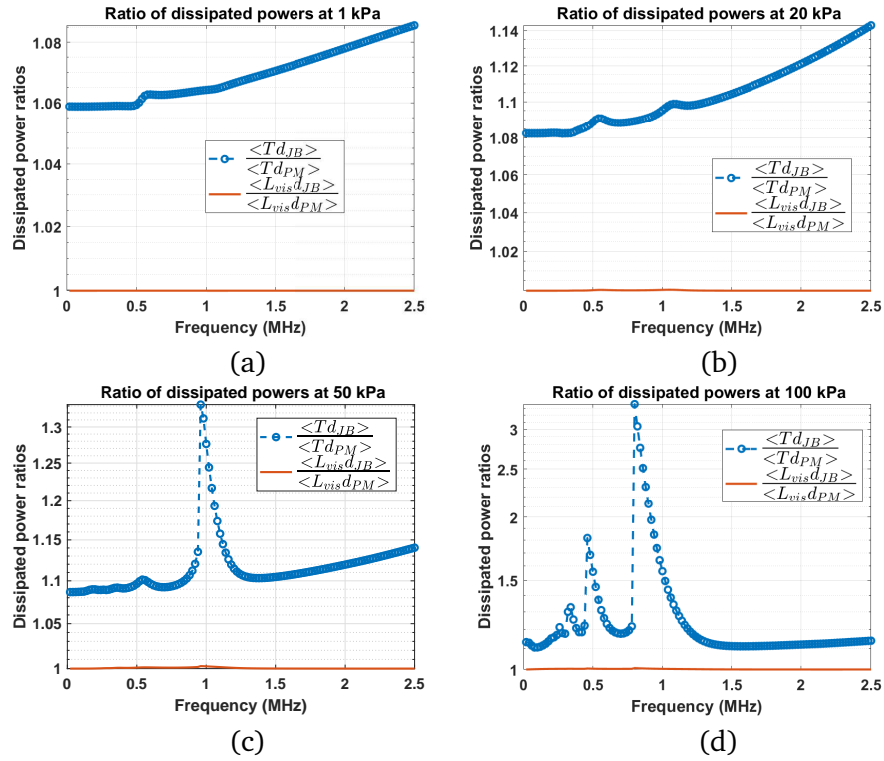 Ratio of dissipated powers at 1 kPa
Dissipated power ratios
1.08
1.06
1.04
1.02
1
<Td_JB>
<Td_PM>
<L_vis d_JB>
<L_vis d_PM>
0 0.5 1 1.5 2 2.5
Frequency (MHz)
(a)
Ratio of dissipated powers at 20 kPa
Dissipated power ratios
1.14
1.12
1.1
1.08
1.06
1.04
1.02
<Td_JB>
<Td_PM>
<L_vis d_JB>
<L_vis d_PM>
0 0.5 1 1.5 2 2.5
Frequency (MHz)
(b)
Ratio of dissipated powers at 50 kPa
Dissipated power ratios
1.3
1.25
1.2
1.15
1.1
1.05
1
<Td_JB>
<Td_PM>
<L_vis d_JB>
<L_vis d_PM>
0 0.5 1 1.5 2 2.5
Frequency (MHz)
(c)
Ratio of dissipated powers at 100 kPa
Dissipated power ratios
3
2.5
2
1.5
1
<Td_JB>
<Td_PM>
<L_vis d_JB>
<L_vis d_PM>
0 0.5 1 1.5 2 2.5
Frequency (MHz)
(d)